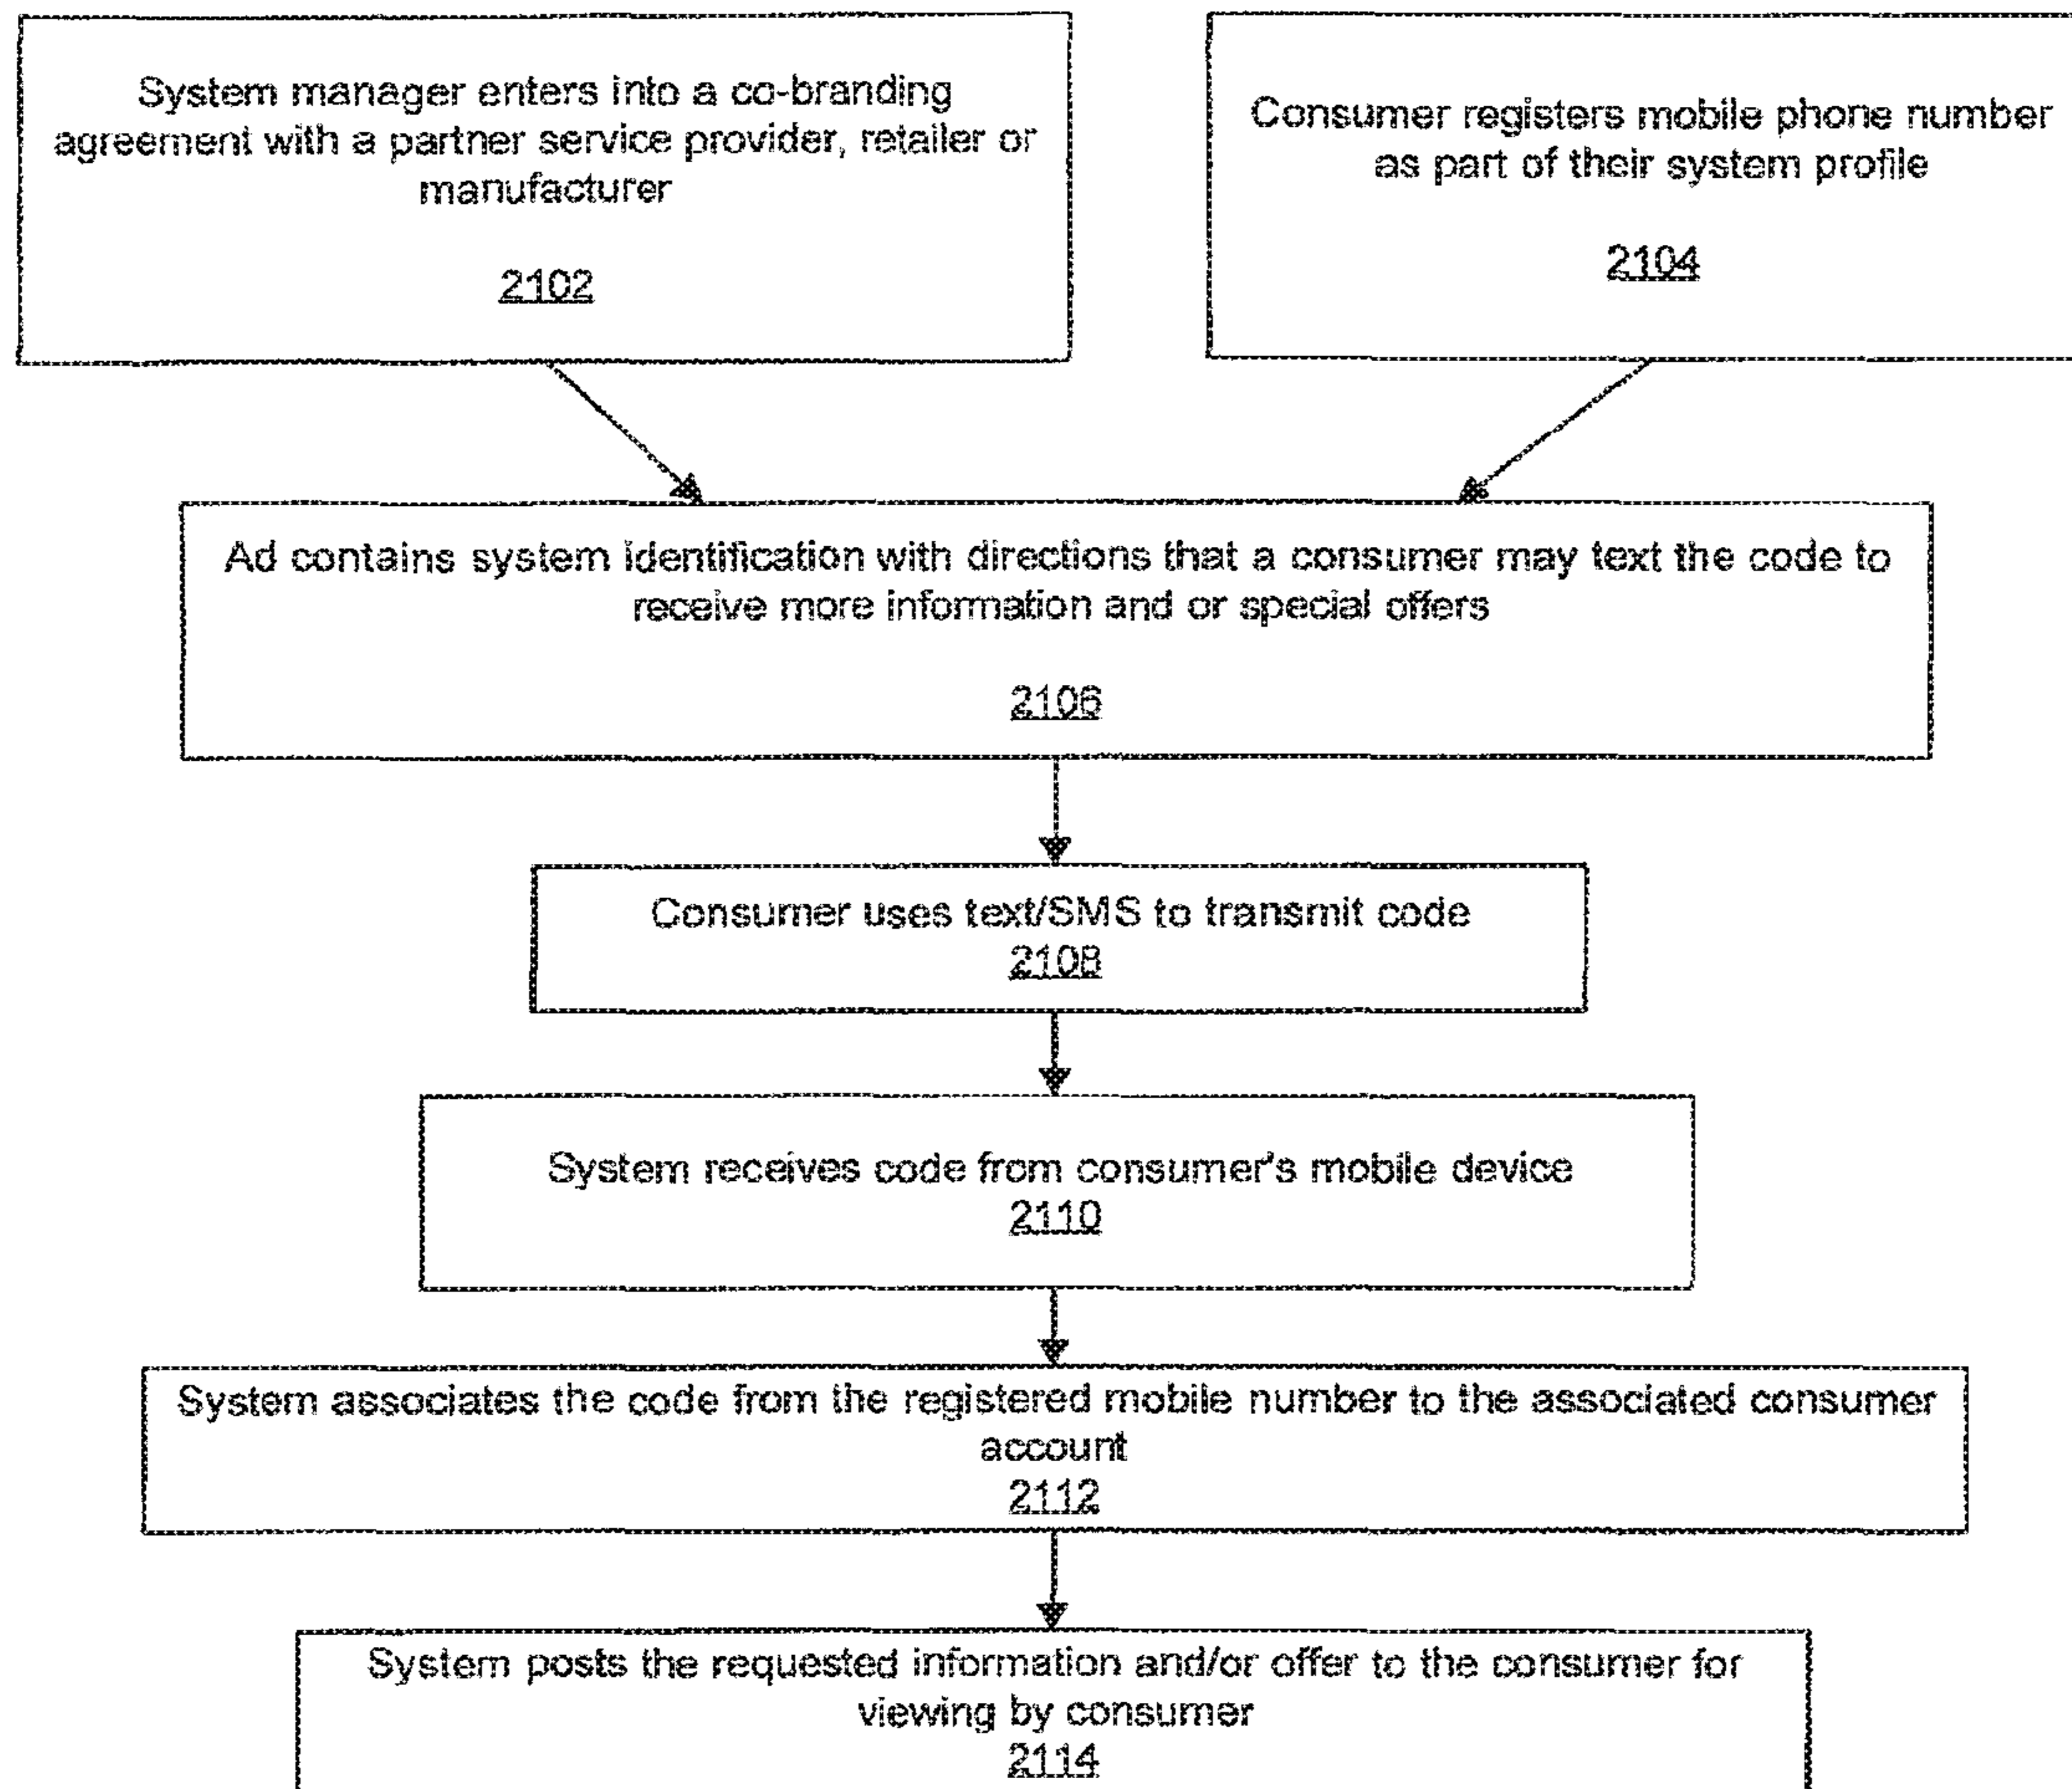 System manager enters into a co-branding
agreement with a partner service provider, retailer or
manufacturer
2102
Consumer registers mobile phone number
as part of their system profile
2104
Ad contains system identification with directions that a consumer may text the code to
receive more information and or special offers
2106
Consumer uses text/SMS to transmit code
2108
System receives code from consumer's mobile device
2110
System associates the code from the registered mobile number to the associated consumer
account
2112
System posts the requested information and/or offer to the consumer for
viewing by consumer
2114